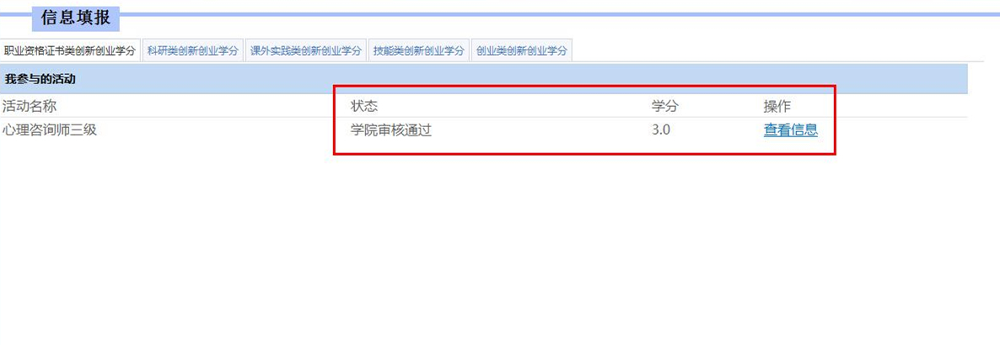 信息填报
职业资格证书类创新创业学分 科研类创新创业学分 课外实践类创新创业学分 技能类创新创业学分 创业类创新创业学分
我参与的活动
活动名称 状态 学分 操作
心理咨询师三级 学院审核通过 3.0 查看信息